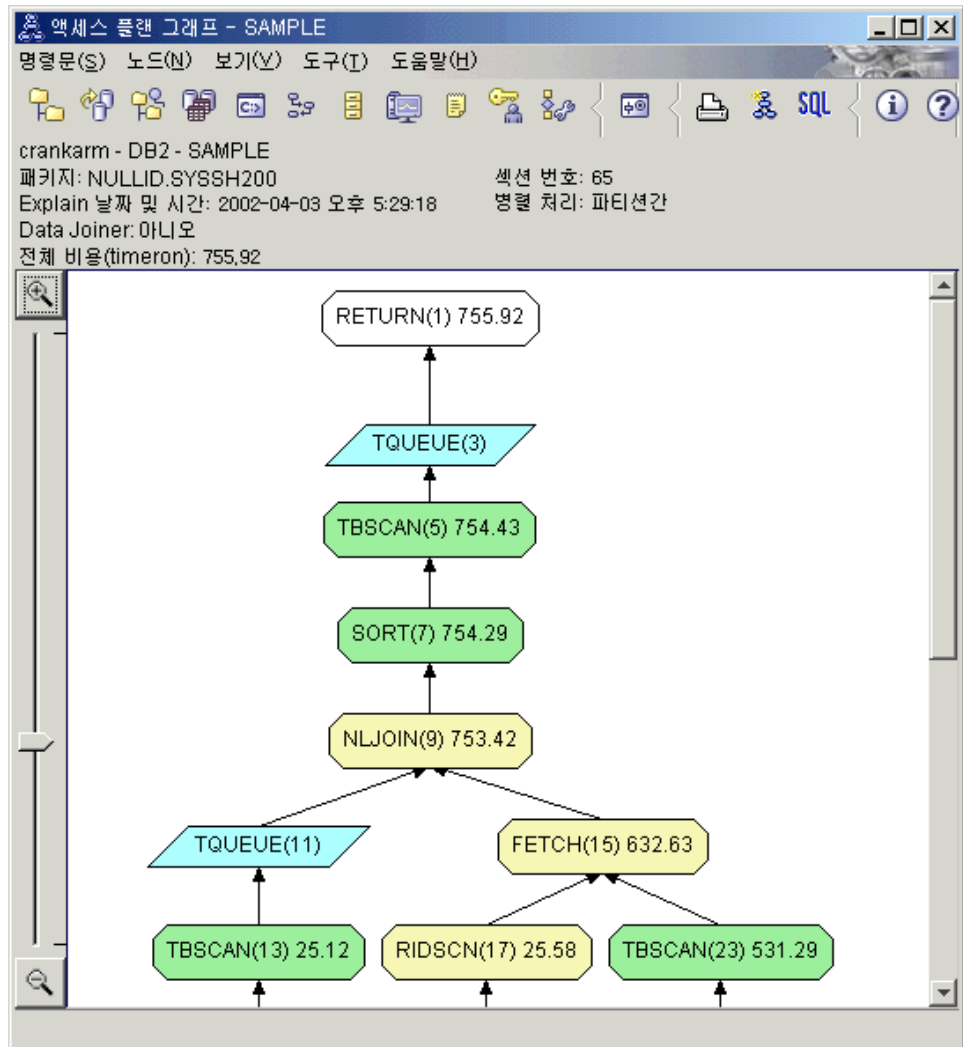 액세스 플랜 그래프 - SAMPLE
명령문(S) 노드(N) 보기(V) 도구(T) 도움말(H)
C:>
SQL
crankarm - DB2 - SAMPLE
패키지: NULLID.SYSSH200 섹션 번호: 65
Explain 날짜 및 시간: 2002-04-03 오후 5:29:18 병렬 처리: 파티션간
Data Joiner: 아니오
전체 비용(timeron): 755,92
RETURN(1) 755.92
TQUEUE(3)
TBSCAN(5) 754.43
SORT(7) 754.29
NLJOIN(9) 753.42
TQUEUE(11) FETCH(15) 632.63
TBSCAN(13) 25.12 RIDSCN(17) 25.58 TBSCAN(23) 531.29